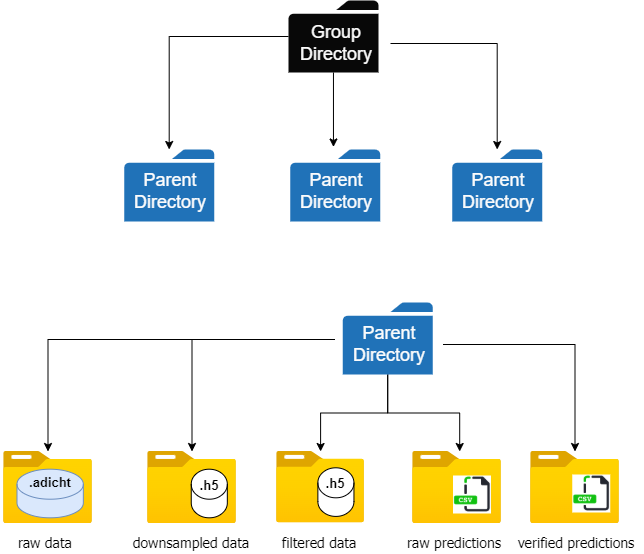 Group
Directory
Parent
Directory
Parent
Directory
Parent
Directory
Parent
Directory
.adicht
.h5
.h5
CSV
CSV
raw data
downsampled data
filtered data
raw predictions
verified predictions